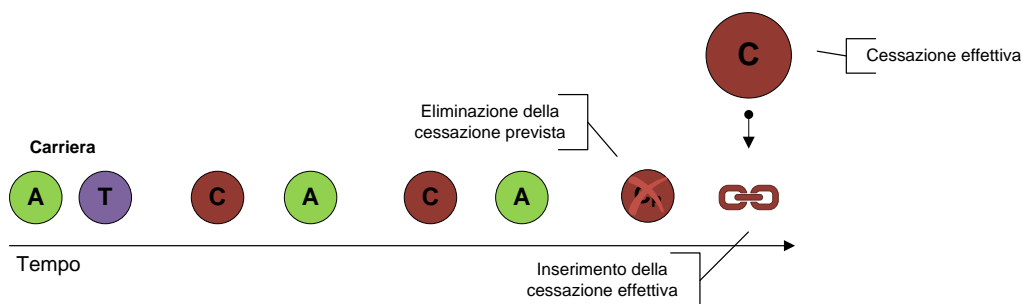 C
Cessazione effettiva
Eliminazione della
cessazione prevista
Carriera
A T C A C A
Tempo
Inserimento della
cessazione effettiva